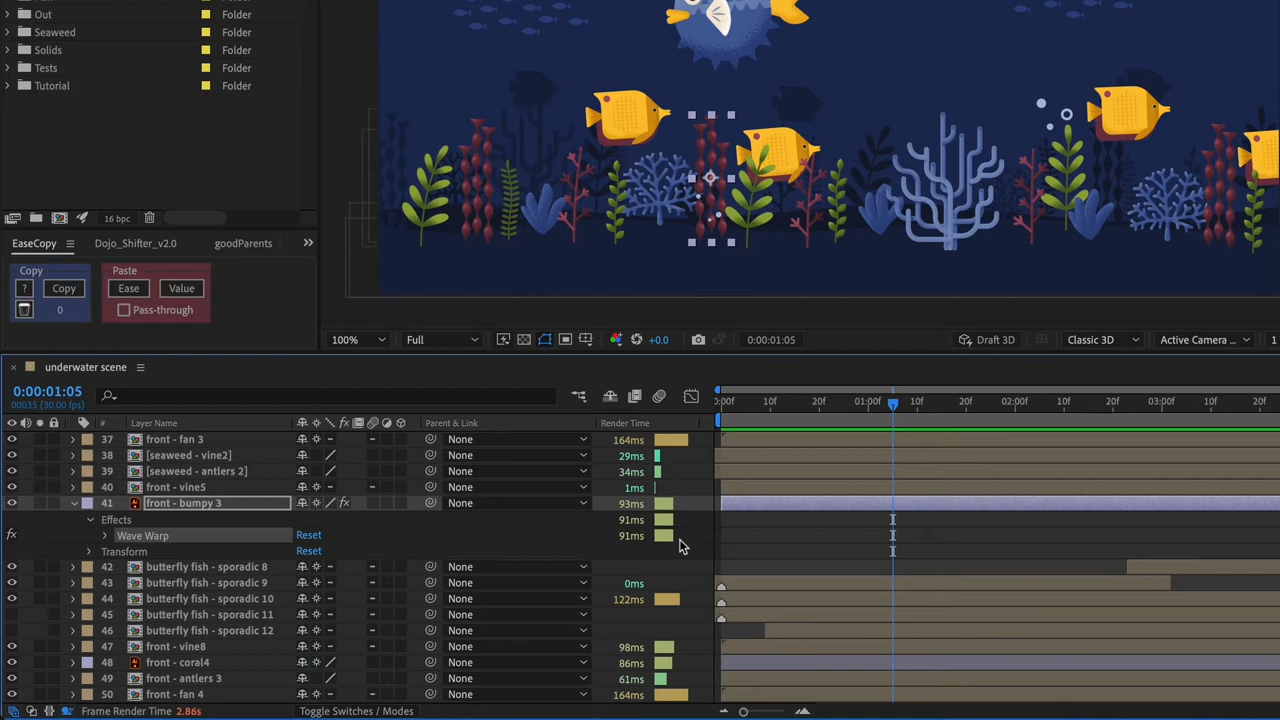 Out Folder
Seaweed Folder
Solids Folder
Tests Folder
Tutorial Folder
16 bpc
EaseCopy Dojo_Shifter_v2.0 goodParents
Copy Paste
? Copy Ease Value
0 Pass-through
100% Full +0.0 0:00:01:05 Draft 3D Classic 3D Active Camera ... 1
underwater scene
0:00:01:05
00035 (30.00 fps)
:00f 10f 20f 01:00f 10f 20f 02:00f 10f 20f 03:00f 10f 20f
# Layer Name Parent & Link Render Time
37 front - fan 3 None 164ms
38 [seaweed - vine2] None 29ms
39 [seaweed - antlers 2] None 34ms
40 front - vine5 None 1ms
41 front - bumpy 3 fx None 93ms
Effects 91ms
fx Wave Warp Reset 91ms
Transform Reset
42 butterfly fish - sporadic 8 None
43 butterfly fish - sporadic 9 None 0ms
44 butterfly fish - sporadic 10 None 122ms
45 butterfly fish - sporadic 11 None
46 butterfly fish - sporadic 12 None
47 front - vine8 None 98ms
48 front - coral4 None 86ms
49 front - antlers 3 None 61ms
50 front - fan 4 None 164ms
Frame Render Time 2.86s Toggle Switches / Modes